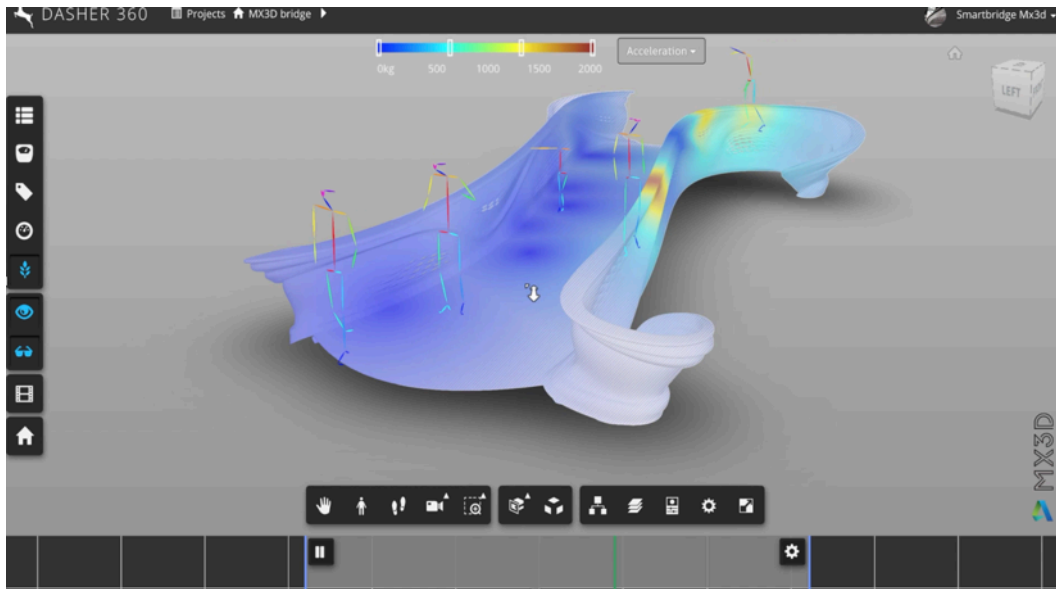 DASHER 360 Projects MX3D bridge Smartbridge Mx3d
Acceleration
0kg 500 1000 1500 2000
LEFT
MX3D